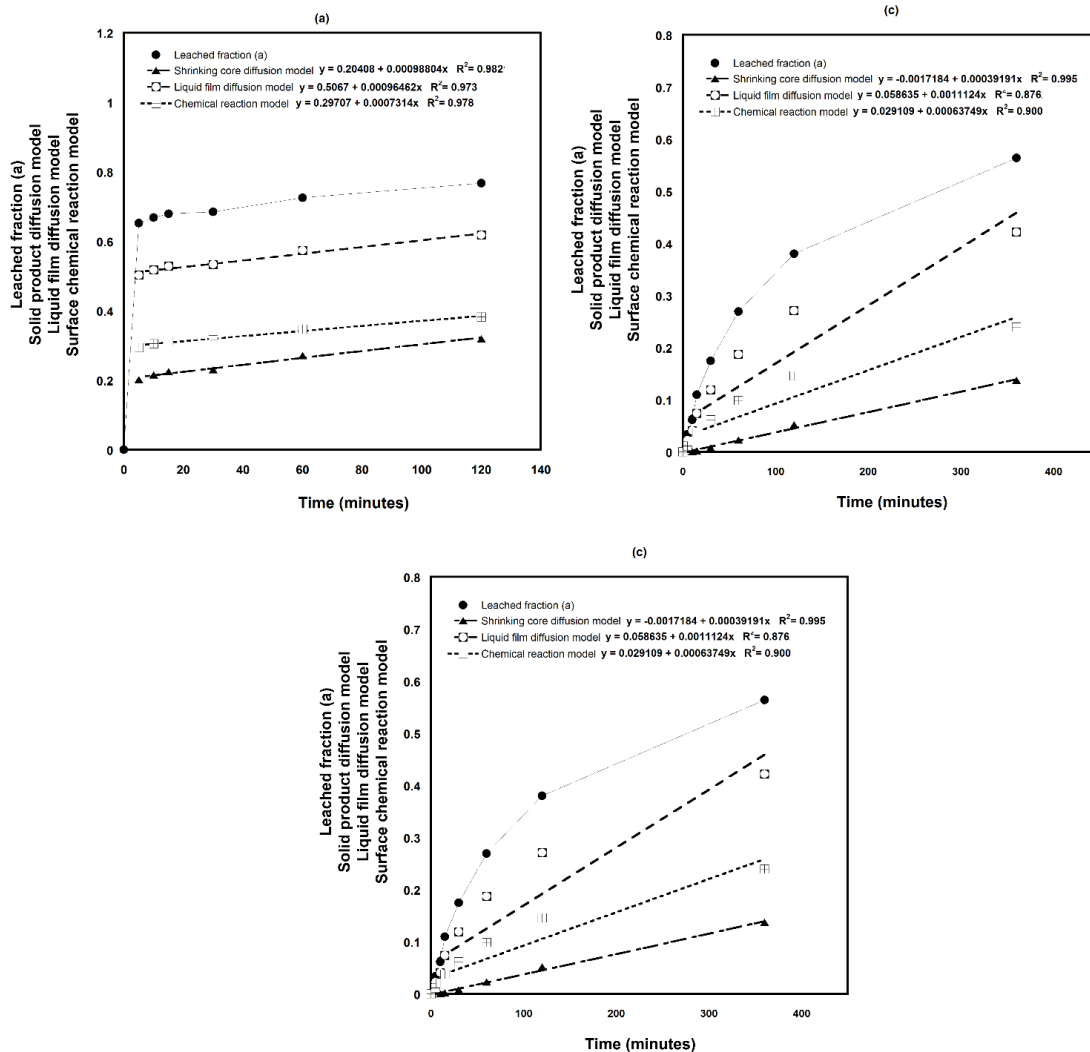 (a)
1.2
1
0.8
0.6
0.4
0.2
0
Leached fraction (a)
Solid product diffusion model
Liquid film diffusion model
Surface chemical reaction model
Leached fraction (a)
Shrinking core diffusion model y = 0.20408 + 0.00098804x R²= 0.982
Liquid film diffusion model y = 0.5067 + 0.00096462x R²= 0.973
Chemical reaction model y = 0.29707 + 0.0007314x R²= 0.978
0 20 40 60 80 100 120 140
Time (minutes)
(c)
0.8
0.7
0.6
0.5
0.4
0.3
0.2
0.1
0
Leached fraction (a)
Solid product diffusion model
Liquid film diffusion model
Surface chemical reaction model
Leached fraction (a)
Shrinking core diffusion model y = -0.0017184 + 0.00039191x R²= 0.995
Liquid film diffusion model y = 0.058635 + 0.0011124x R²= 0.876
Chemical reaction model y = 0.029109 + 0.00063749x R²= 0.900
0 100 200 300 400
Time (minutes)
(c)
0.8
0.7
0.6
0.5
0.4
0.3
0.2
0.1
0
Leached fraction (a)
Solid product diffusion model
Liquid film diffusion model
Surface chemical reaction model
Leached fraction (a)
Shrinking core diffusion model y = -0.0017184 + 0.00039191x R²= 0.995
Liquid film diffusion model y = 0.058635 + 0.0011124x R²= 0.876
Chemical reaction model y = 0.029109 + 0.00063749x R²= 0.900
0 100 200 300 400
Time (minutes)